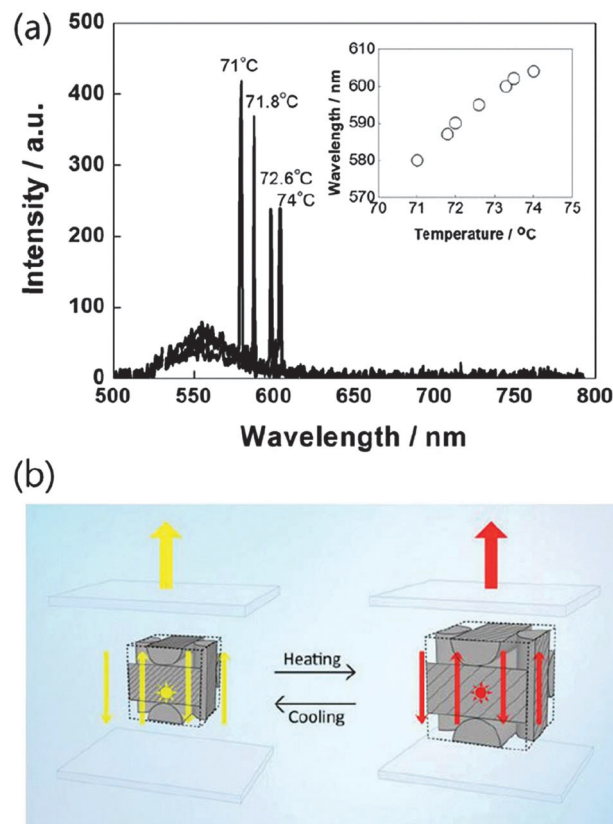 (a)
500
400
300
200
100
0
Intensity / a.u.
500 550 600 650 700 750 800
Wavelength / nm
71°C
71.8°C
72.6°C
74°C
610
600
590
580
570
Wavelength / nm
70 71 72 73 74 75
Temperature / °C
(b)
Heating
Cooling